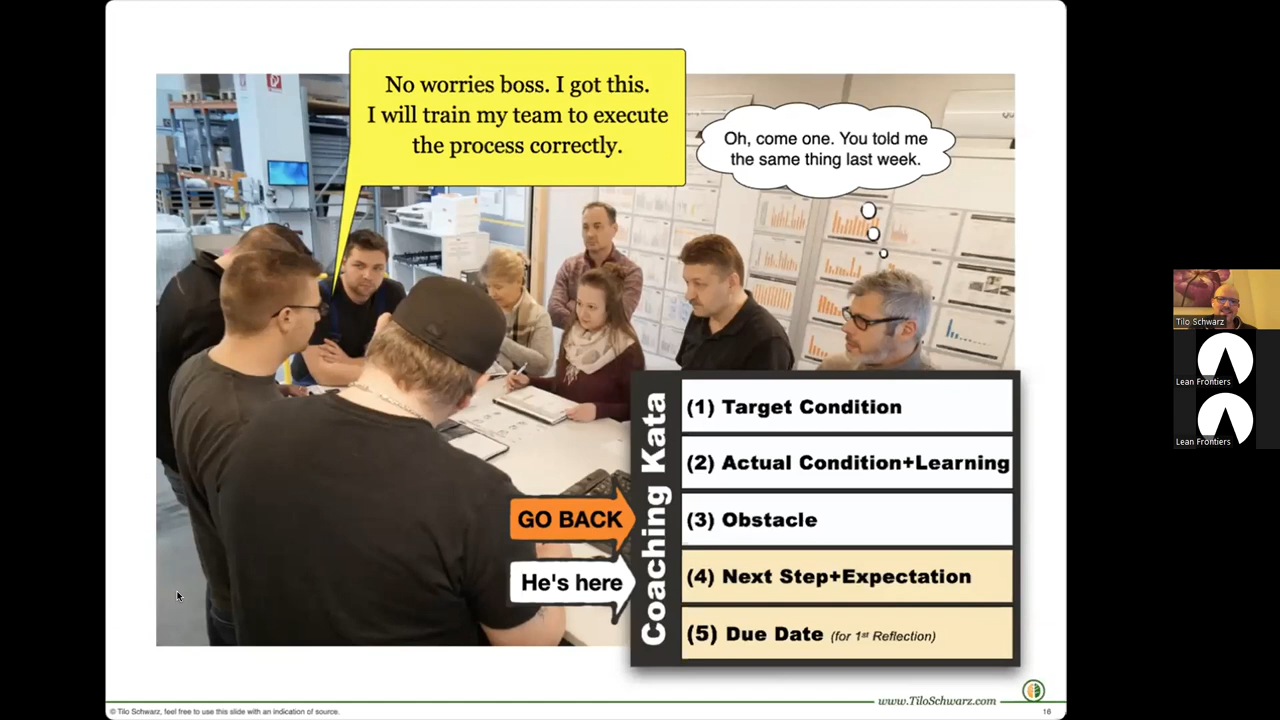 No worries boss. I got this.
I will train my team to execute
the process correctly.
Oh, come one. You told me
the same thing last week.
Coaching Kata
(1) Target Condition
(2) Actual Condition+Learning
GO BACK
(3) Obstacle
He's here
(4) Next Step+Expectation
(5) Due Date (for 1st Reflection)
www.TiloSchwarz.com
© Tilo Schwarz, feel free to use this slide with an indication of source.
16
Tilo Schwarz
Lean Frontiers
Lean Frontiers